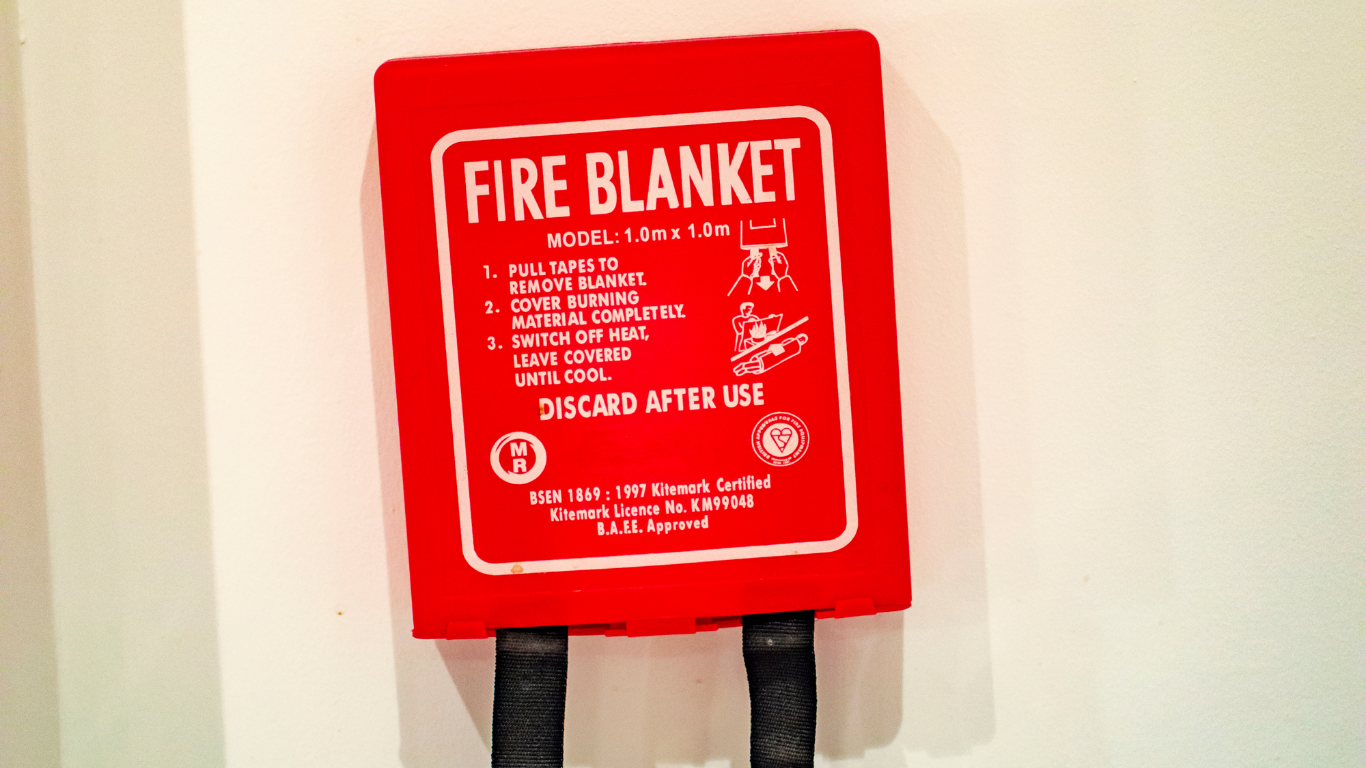 FIRE BLANKET
MODEL: 1.0m x 1.0m
1. PULL TAPES TO
REMOVE BLANKET.
2. COVER BURNING
MATERIAL COMPLETELY.
3. SWITCH OFF HEAT,
LEAVE COVERED
UNTIL COOL.
DISCARD AFTER USE
M
R
BSEN 1869 : 1997 Kitemark Certified
Kitemark Licence No. KM99048
B.A.F.E. Approved